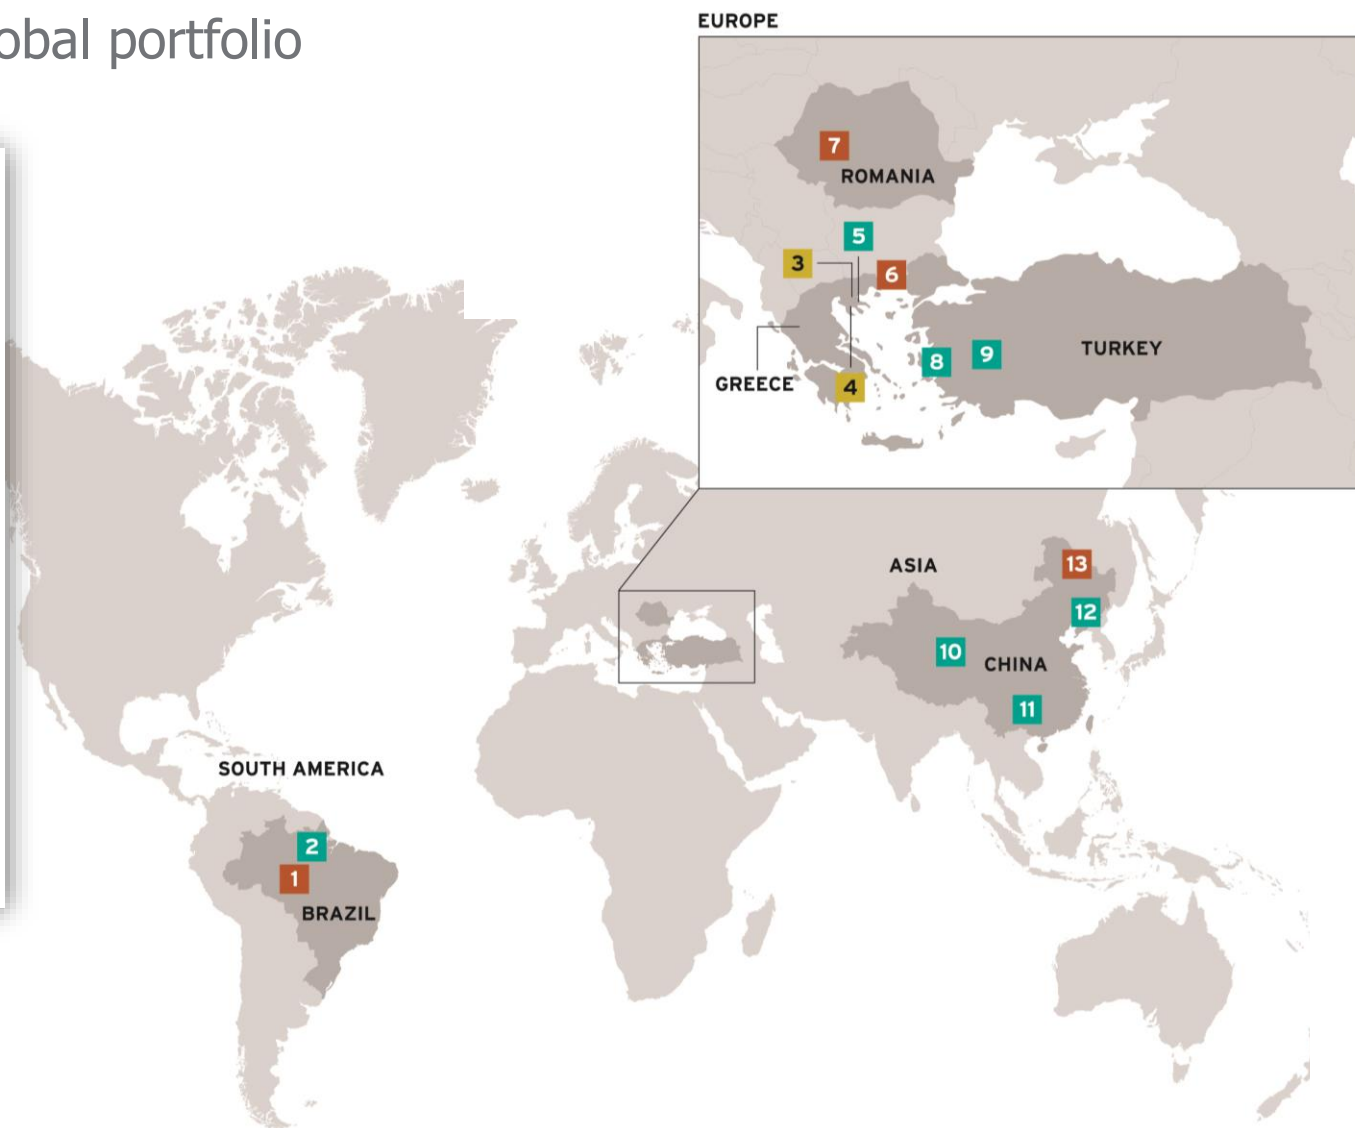 obal portfolio
EUROPE
7
ROMANIA
5
3
6
TURKEY
8
9
GREECE
4
ASIA
13
12
10
CHINA
11
SOUTH AMERICA
2
1
BRAZIL